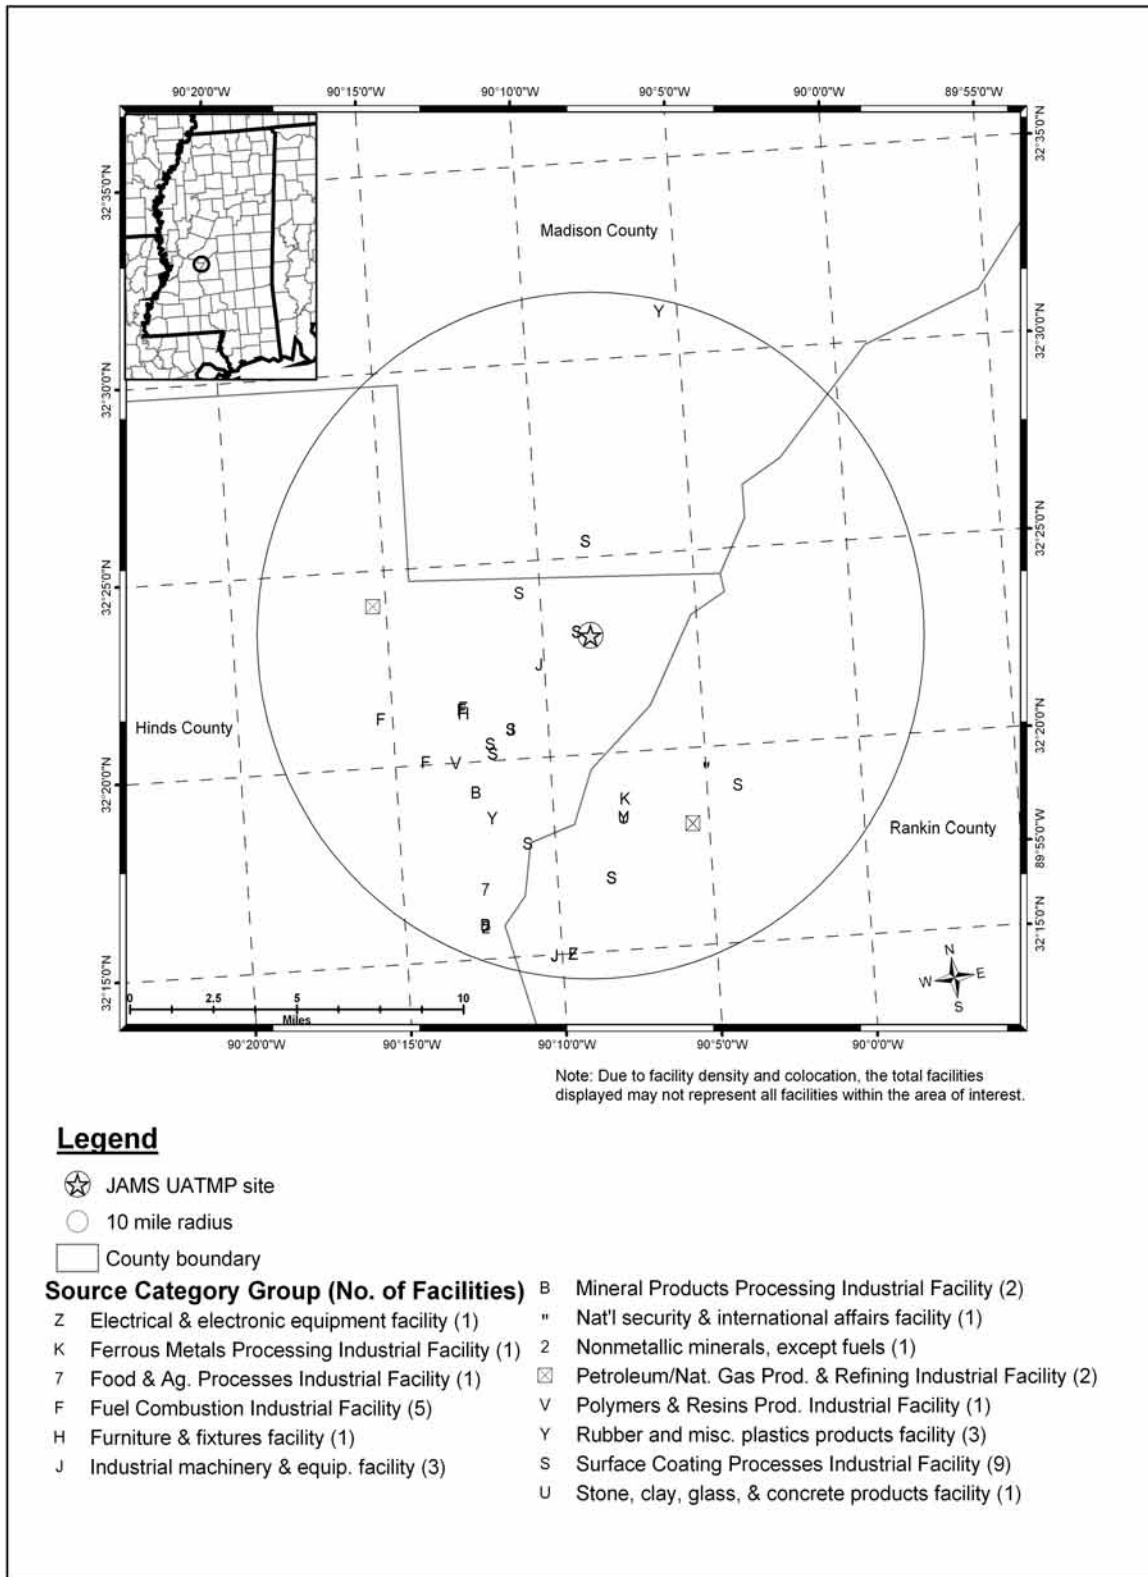 90°20'0"W 90°15'0"W 90°10'0"W 90°5'0"W 90°0'0"W 89°55'0"W
32°35'0"N
32°35'0"N
Madison County
Y
32°30'0"N
32°30'0"N
S
32°25'0"N
S
32°25'0"N
S
J
F
H
F
Hinds County
S
S
S
32°20'0"N
F V
"
S
32°20'0"N
B
K
Y
Rankin County
S
89°55'0"W
S
7
B
2
32°15'0"N
J
N
W E
S
32°15'0"N
0 2.5 5 10
Miles
90°20'0"W 90°15'0"W 90°10'0"W 90°5'0"W 90°0'0"W
Note: Due to facility density and colocation, the total facilities
displayed may not represent all facilities within the area of interest.
Legend
JAMS UATMP site
10 mile radius
County boundary
Source Category Group (No. of Facilities)
Z Electrical & electronic equipment facility (1)
K Ferrous Metals Processing Industrial Facility (1)
7 Food & Ag. Processes Industrial Facility (1)
F Fuel Combustion Industrial Facility (5)
H Furniture & fixtures facility (1)
J Industrial machinery & equip. facility (3)
B Mineral Products Processing Industrial Facility (2)
" Nat'l security & international affairs facility (1)
2 Nonmetallic minerals, except fuels (1)
Petroleum/Nat. Gas Prod. & Refining Industrial Facility (2)
V Polymers & Resins Prod. Industrial Facility (1)
Y Rubber and misc. plastics products facility (3)
S Surface Coating Processes Industrial Facility (9)
U Stone, clay, glass, & concrete products facility (1)